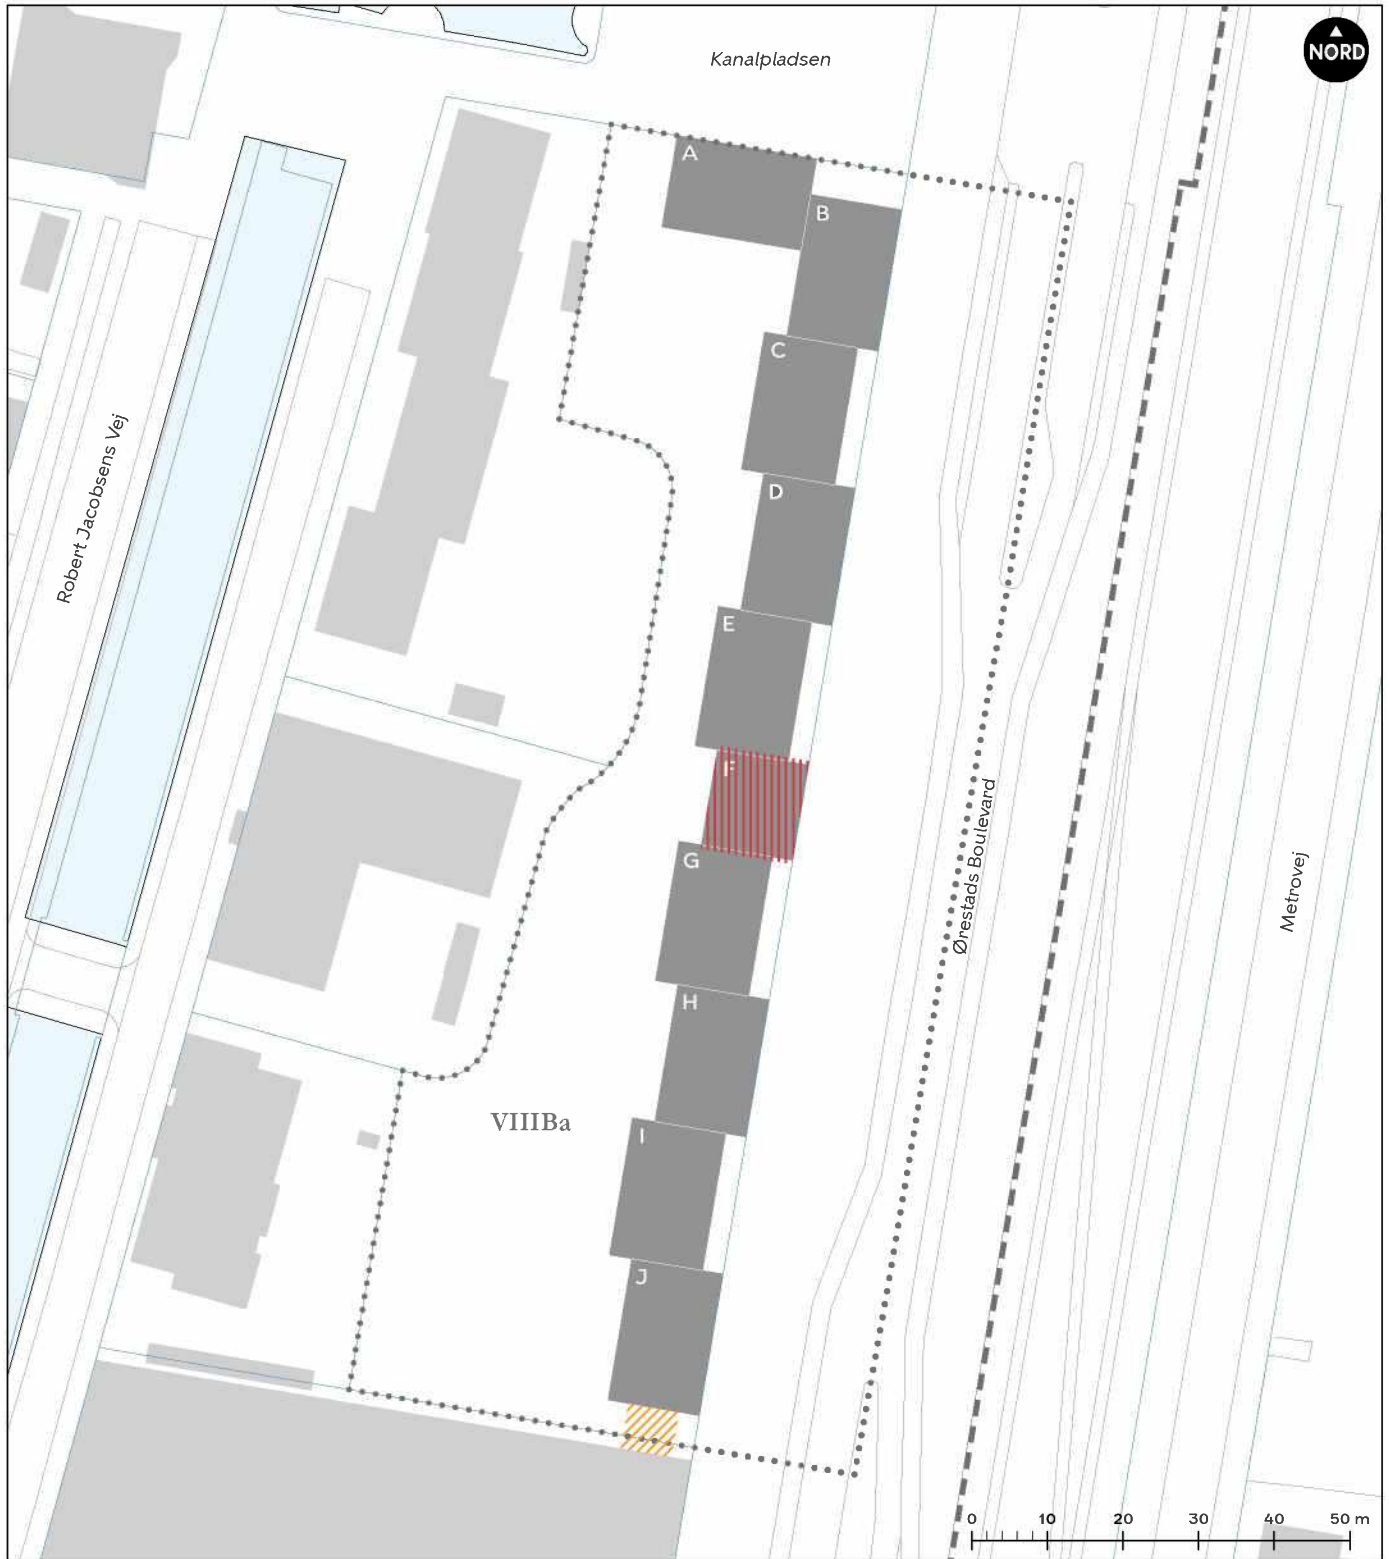 Kanalpladsen
NORD
A
B
C
D
Robert Jacobsens Vej
E
F
G
Ørestads Boulevard
Metrovej
H
VIIIBa
I
J
0 10 20 30 40 50 m